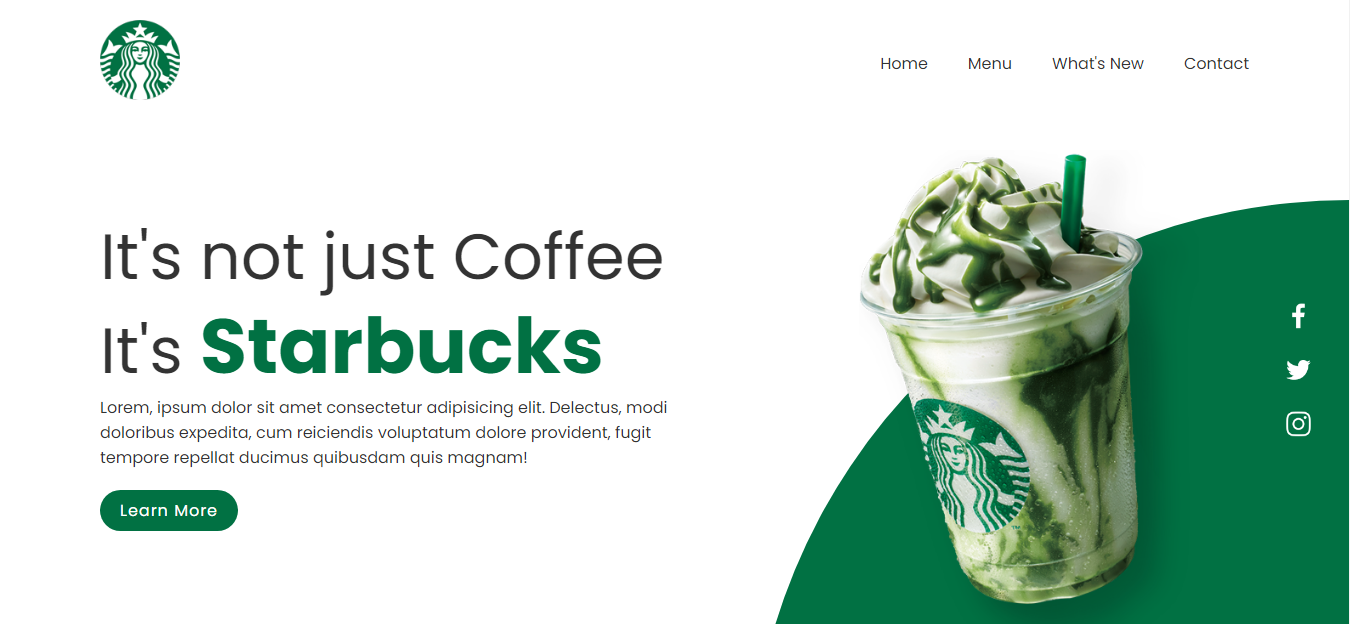 Home Menu What's New Contact
It's not just Coffee
It's Starbucks
Lorem, ipsum dolor sit amet consectetur adipisicing elit. Delectus, modi
doloribus expedita, cum reiciendis voluptatum dolore provident, fugit
tempore repellat ducimus quibusdam quis magnam!
Learn More